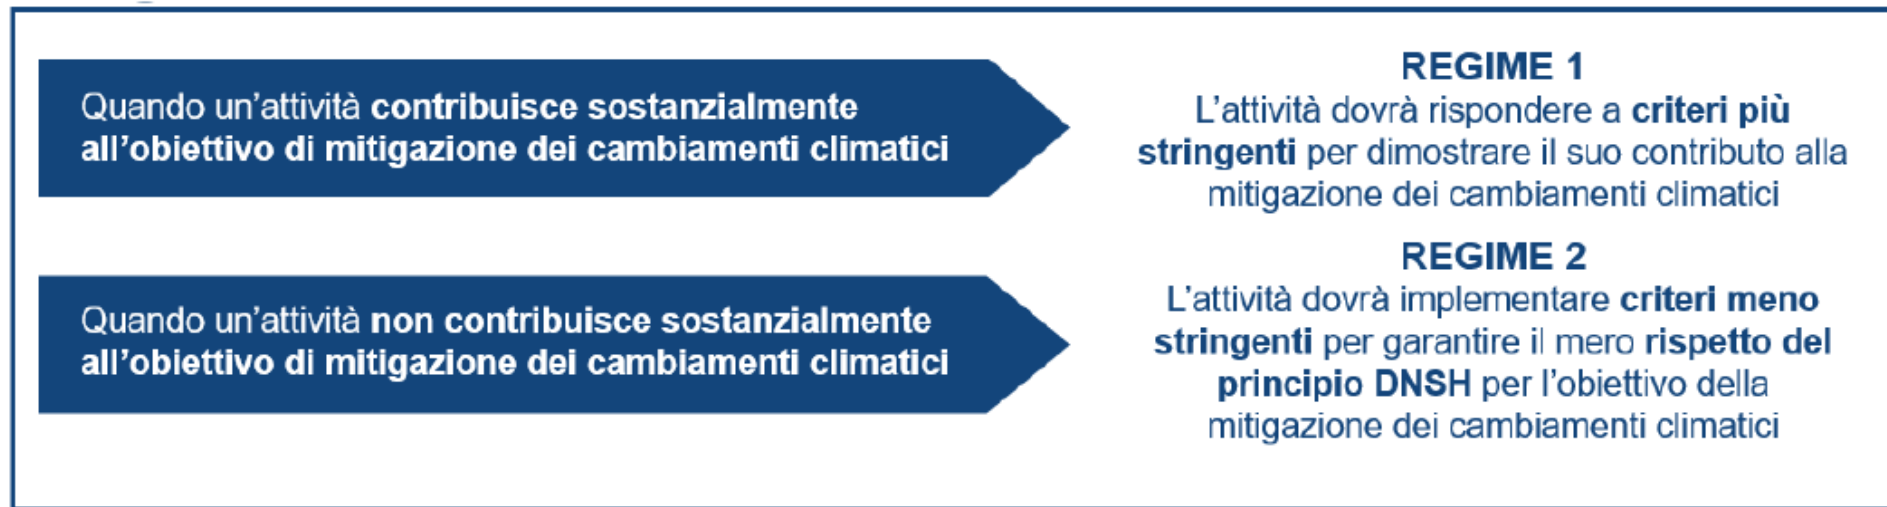 Quando un'attività contribuisce sostanzialmente
all'obiettivo di mitigazione dei cambiamenti climatici
REGIME 1
L'attività dovrà rispondere a criteri più
stringenti per dimostrare il suo contributo alla
mitigazione dei cambiamenti climatici
Quando un'attività non contribuisce sostanzialmente
all'obiettivo di mitigazione dei cambiamenti climatici
REGIME 2
L'attività dovrà implementare criteri meno
stringenti per garantire il mero rispetto del
principio DNSH per l'obiettivo della
mitigazione dei cambiamenti climatici